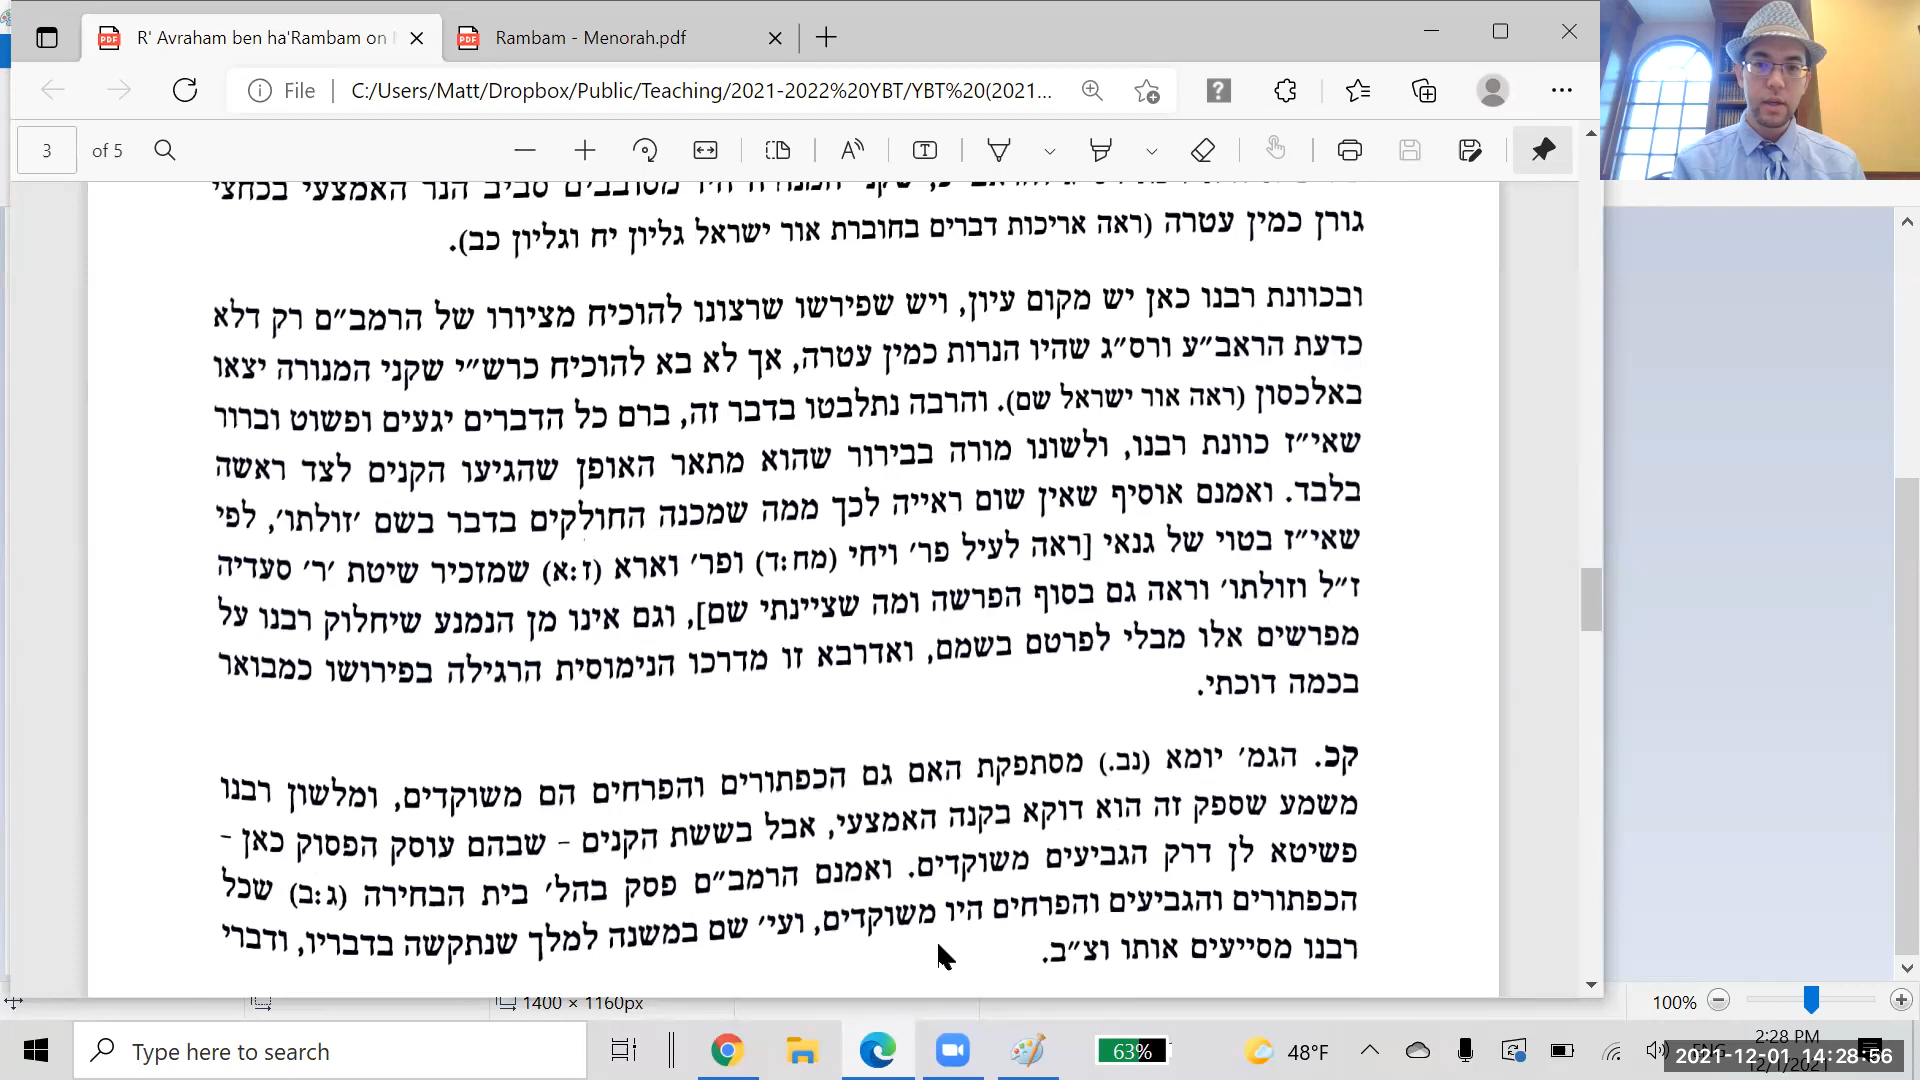 R' Avraham ben ha'Rambam on
Rambam - Menorah.pdf
File
C:/Users/Matt/Dropbox/Public/Teaching/2021-2022%20YBT/YBT%20(2021...
3 of 5
סביב הנר האמצעי בכחצי
גורן כמין עטרה (ראה אריכות דברים בחוברת אור ישראל גליון יח וגליון כב).
ובכוונת רבנו כאן יש מקום עיון, ויש שפירשו שרצונו להוכיח מציורו של הרמב״ם רק דלא
כדעת הראב״ע ורס״ג שהיו הנרות כמין עטרה, אך לא בא להוכיח כרש״י שקני המנורה יצאו
באלכסון (ראה אור ישראל שם). והרבה נתלבטו בדבר זה, ברם כל הדברים יגעים ופשוט וברור
שאי״ז כוונת רבנו, ולשונו מורה בבירור שהוא מתאר האופן שהגיעו הקנים לצד ראשה
בלבד. ואמנם אוסיף שאין שום ראייה לכך ממה שמכנה החולקים בדבר בשם ׳זולתו׳, לפי
שאי״ז בטוי של גנאי [ראה לעיל פר׳ ויחי (מח:ד) ופר׳ וארא (ז:א) שמזכיר שיטת ׳ר׳ סעדיה
ז״ל וזולתו׳ וראה גם בסוף הפרשה ומה שציינתי שם], וגם אינו מן הנמנע שיחלוק רבנו על
מפרשים אלו מבלי לפרטם בשמם, ואדרבא זו מדרכו הנימוסית הרגילה בפירושו כמבואר
בכמה דוכתי.
קכ. הגמ׳ יומא (נב.) מסתפקת האם גם הכפתורים והפרחים הם משוקדים, ומלשון רבנו
משמע שספק זה הוא דוקא בקנה האמצעי, אבל בששת הקנים – שבהם עוסק הפסוק כאן –
פשיטא לן דרק הגביעים משוקדים. ואמנם הרמב״ם פסק בהל׳ בית הבחירה (ג:ב) שכל
הכפתורים והגביעים והפרחים היו משוקדים, ועי׳ שם במשנה למלך שנתקשה בדבריו, ודברי
רבנו מסייעים אותו וצ״ב.
1400 × 1160px
100%
Type here to search
63%
48°F
2:28 PM
2021-12-01 14:28:56